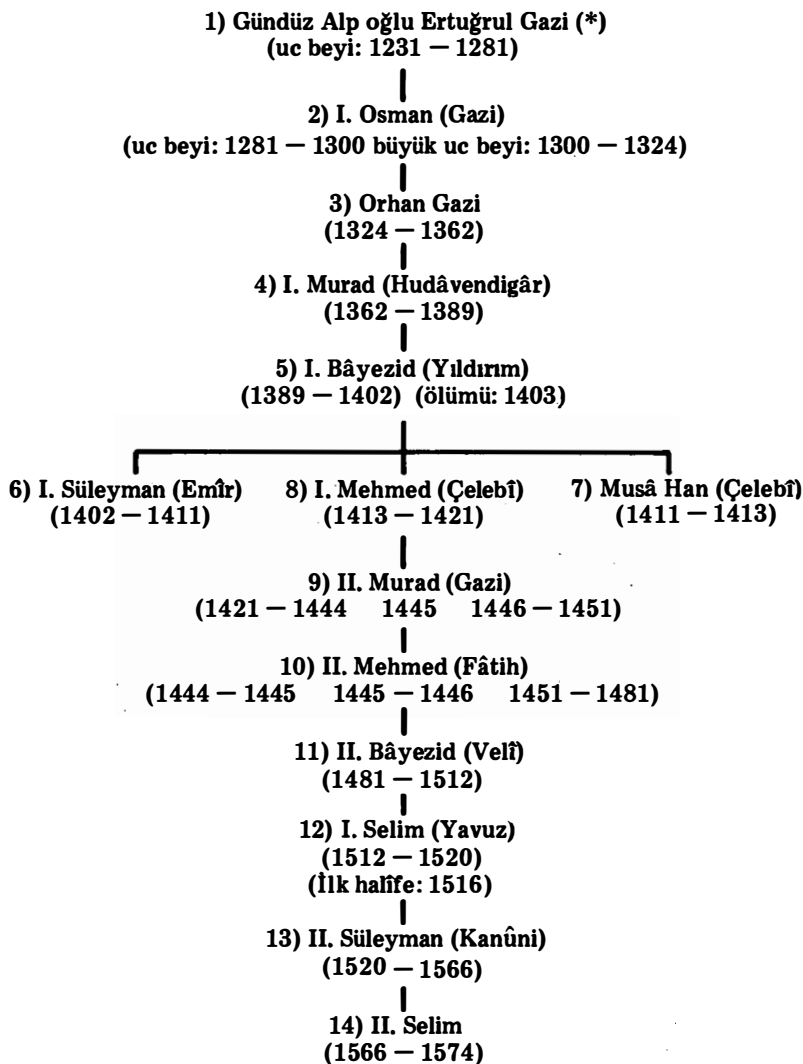 1) Gündüz Alp oğlu Ertuğrul Gazi (*)
(uc beyi: 1231 — 1281)
2) I. Osman (Gazi)
(uc beyi: 1281 — 1300 büyük uc beyi: 1300 — 1324)
3) Orhan Gazi
(1324 — 1362)
4) I. Murad (Hudâvendigâr)
(1362 — 1389)
5) I. Bâyezid (Yıldırım)
(1389 — 1402) (ölümü: 1403)
6) I. Süleyman (Emîr) 8) I. Mehmed (Çelebî) 7) Musâ Han (Çelebî)
(1402 — 1411) (1413 — 1421) (1411 — 1413)
9) II. Murad (Gazi)
(1421 — 1444 1445 1446 — 1451)
10) II. Mehmed (Fâtih)
(1444 — 1445 1445 — 1446 1451 — 1481)
11) II. Bâyezid (Velî)
(1481 — 1512)
12) I. Selim (Yavuz)
(1512 — 1520)
(İlk halîfe: 1516)
13) II. Süleyman (Kanûni)
(1520 — 1566)
14) II. Selim
(1566 — 1574)